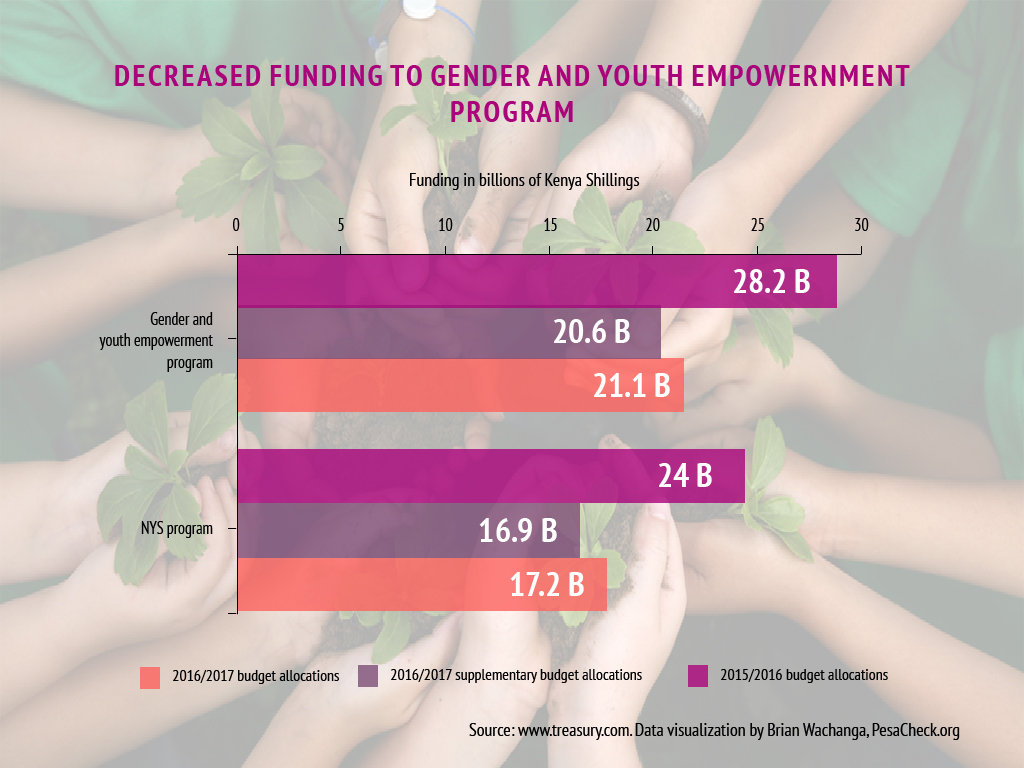 DECREASED FUNDING TO GENDER AND YOUTH EMPOWERNMENT
PROGRAM
Funding in billions of Kenya Shillings
0 5 10 15 20 25 30
28.2 B
Gender and
youth empowerment
program
20.6 B
21.1 B
24 B
NYS program
16.9 B
17.2 B
2016/2017 budget allocations 2016/2017 supplementary budget allocations 2015/2016 budget allocations
Source: www.treasury.com. Data visualization by Brian Wachanga, PesaCheck.org